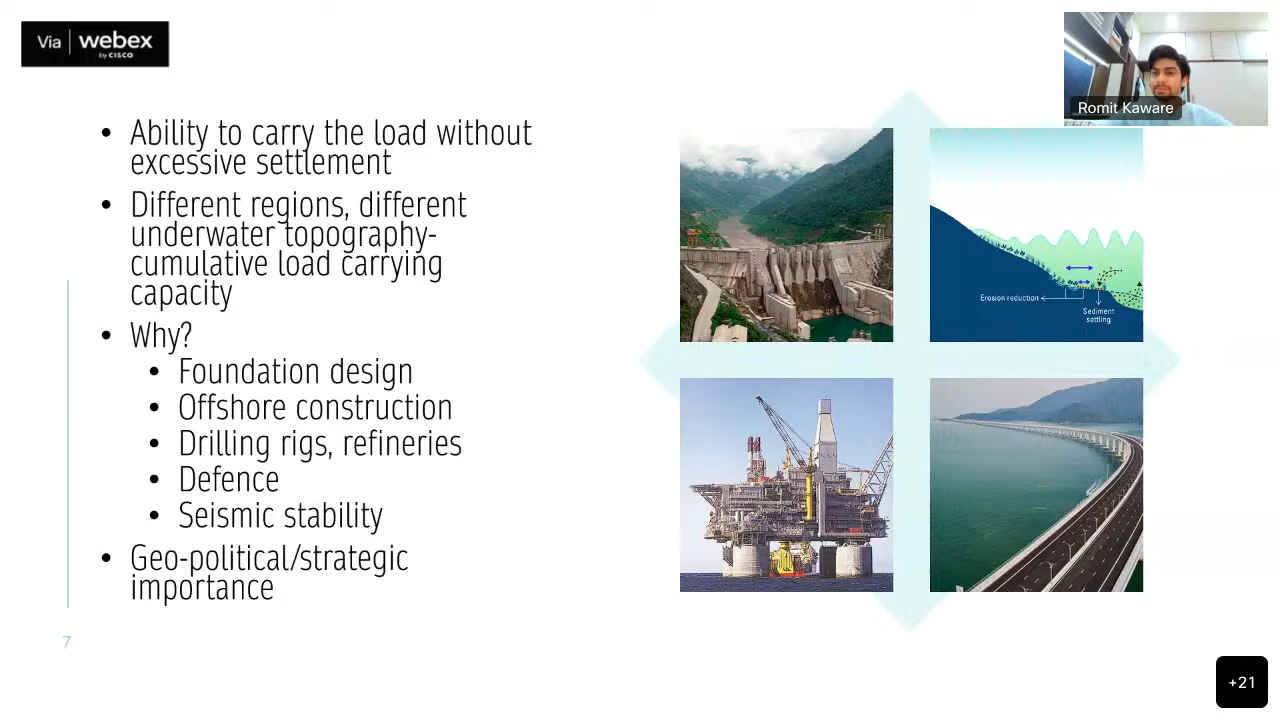 Via webex
by CISCO
Romit Kaware
• Ability to carry the load without
excessive settlement
• Different regions, different
underwater topography-
cumulative load carrying
capacity
• Why?
• Foundation design
• Offshore construction
• Drilling rigs, refineries
• Defence
• Seismic stability
• Geo-political/strategic
importance
Erosion reduction
Sediment
settling
7
+21